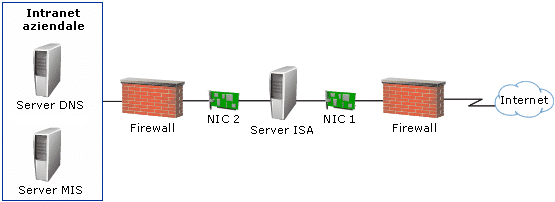 Intranet
aziendale
Server DNS
Server MIS
Firewall
NIC 2
Server ISA
NIC 1
Firewall
Internet